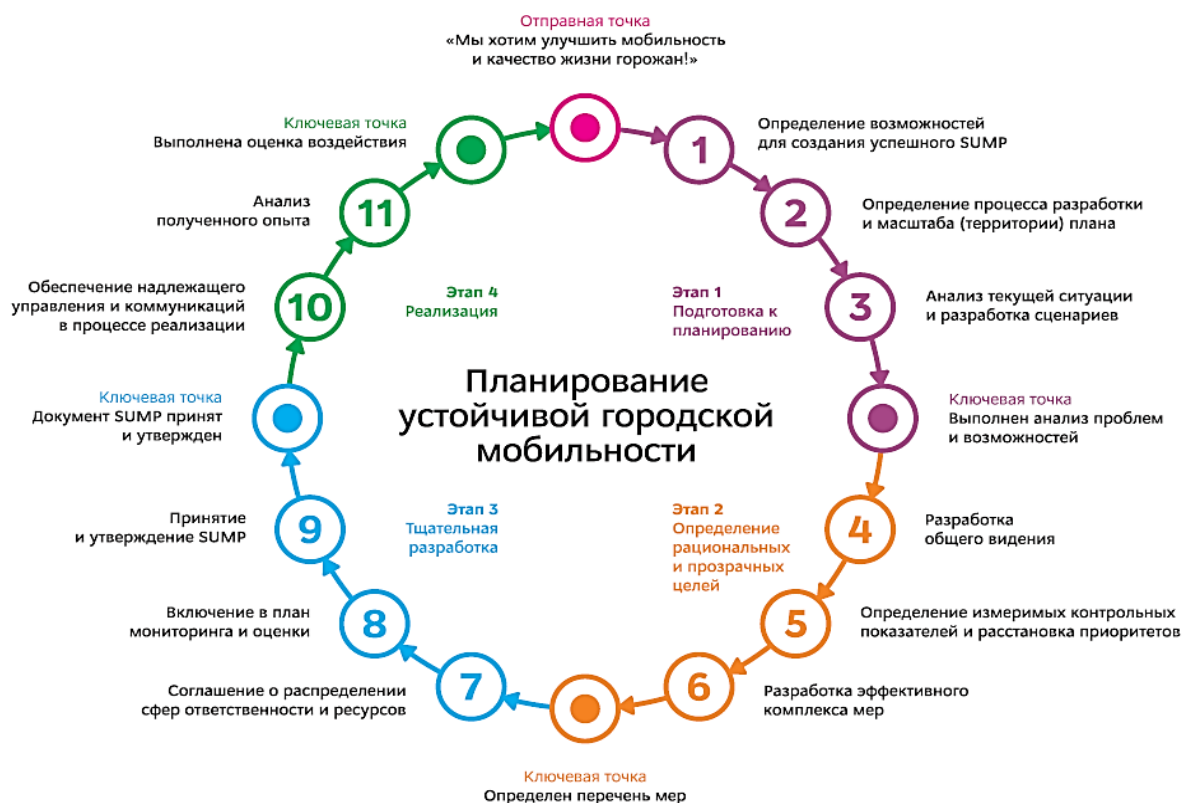 Отправная точка
«Мы хотим улучшить мобильность
и качество жизни горожан!»
1
Определение возможностей
для создания успешного SUMP
2
Определение процесса разработки
и масштаба (территории) плана
3
Анализ текущей ситуации
и разработка сценариев
Этап 1
Подготовка к
планированию
Ключевая точка
Выполнен анализ проблем
и возможностей
4
Разработка
общего видения
5
Определение измеримых контрольных
показателей и расстановка приоритетов
6
Разработка эффективного
комплекса мер
Этап 2
Определение
рациональных
и прозрачных
целей
Ключевая точка
Определен перечень мер
7
Соглашение о распределении
сфер ответственности и ресурсов
8
Включение в план
мониторинга и оценки
9
Принятие
и утверждение SUMP
Этап 3
Тщательная
разработка
Ключевая точка
Документ SUMP принят
и утвержден
10
Обеспечение надлежащего
управления и коммуникаций
в процессе реализации
11
Анализ
полученного опыта
Этап 4
Реализация
Ключевая точка
Выполнена оценка воздействия
Планирование
устойчивой городской
мобильности